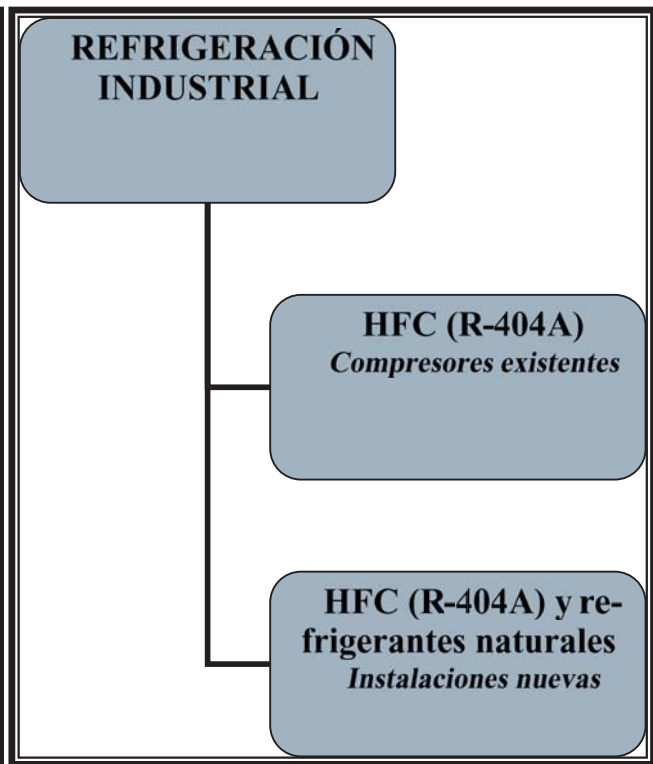 REFRIGERACIÓN
INDUSTRIAL
HFC (R-404A)
Compresores existentes
HFC (R-404A) y re-
frigerantes naturales
Instalaciones nuevas